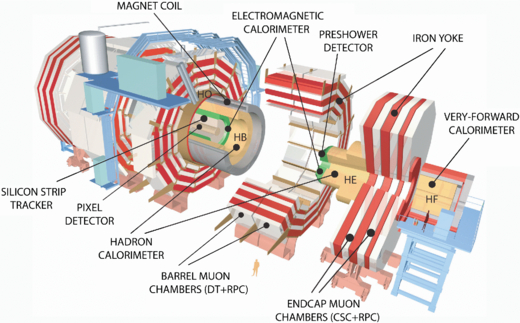 MAGNET COIL
ELECTROMAGNETIC
CALORIMETER
PRESHOWER
DETECTOR
IRON YOKE
VERY-FORWARD
CALORIMETER
HO
HB
HE
HF
SILICON STRIP
TRACKER
PIXEL
DETECTOR
HADRON
CALORIMETER
BARREL MUON
CHAMBERS (DT+RPC)
ENDCAP MUON
CHAMBERS (CSC+RPC)